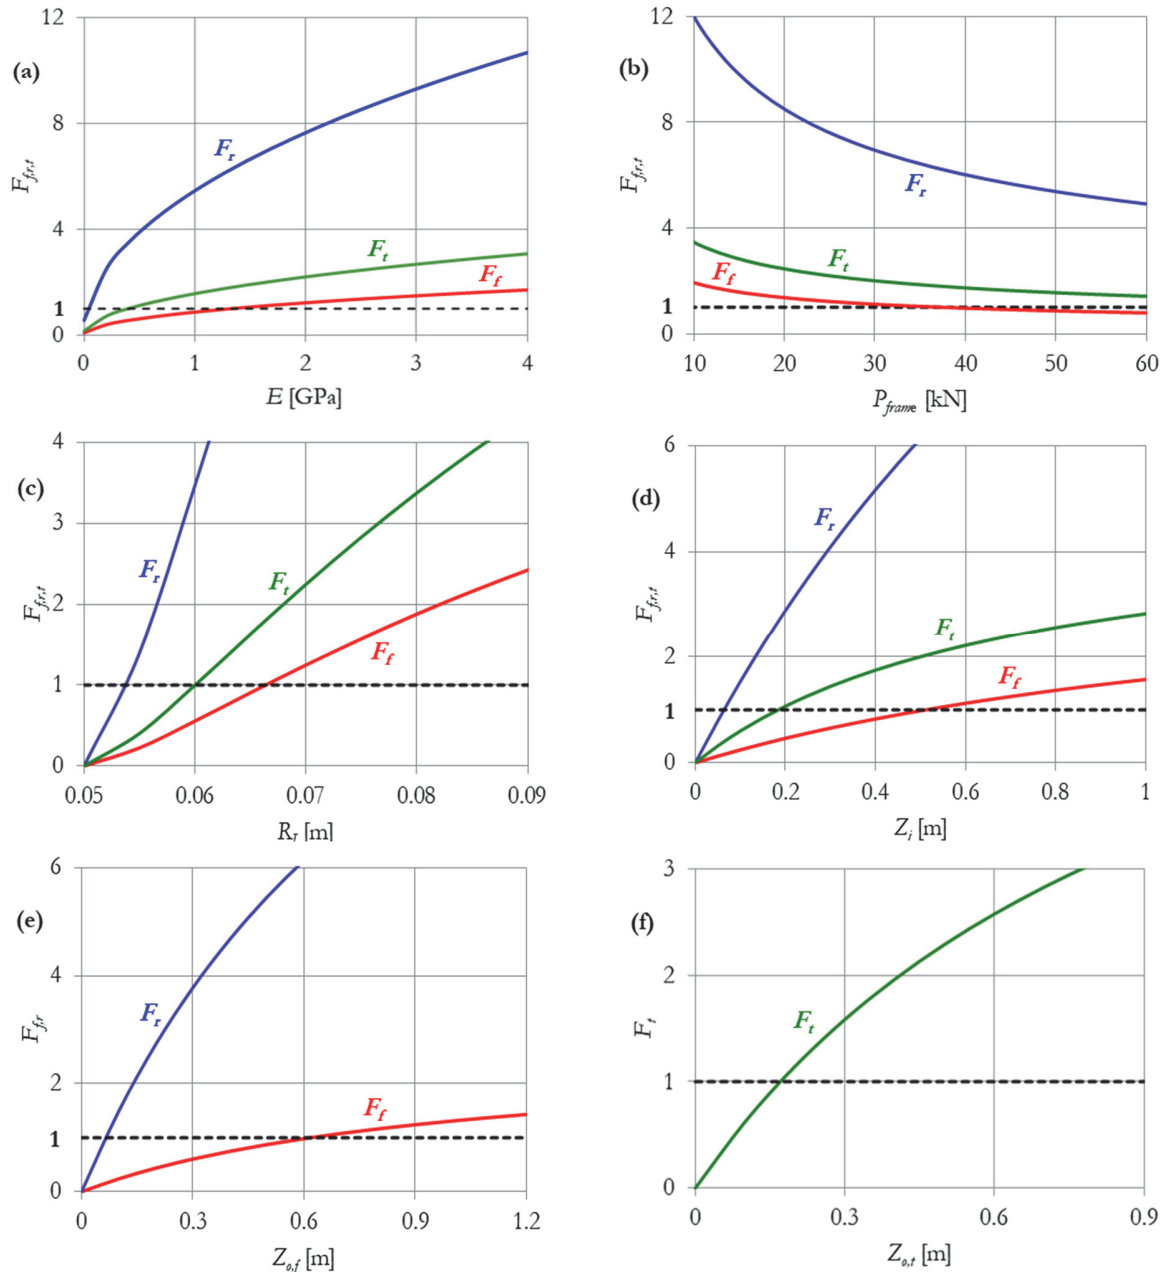 (a)
12
8
4
1
0
F_f,r,t
F_r
F_t
F_f
0 1 2 3 4
E [GPa]
(b)
12
8
4
1
0
F_f,r,t
F_r
F_t
F_f
10 20 30 40 50 60
P_frame [kN]
(c)
4
3
2
1
0
F_f,r,t
F_r
F_t
F_f
0.05 0.06 0.07 0.08 0.09
R_r [m]
(d)
6
4
2
1
0
F_f,r,t
F_r
F_t
F_f
0 0.2 0.4 0.6 0.8 1
Z_i [m]
(e)
6
4
2
1
0
F_f,r
F_r
F_f
0 0.3 0.6 0.9 1.2
Z_o,f [m]
(f)
3
2
1
0
F_t
F_t
0 0.3 0.6 0.9
Z_o,t [m]